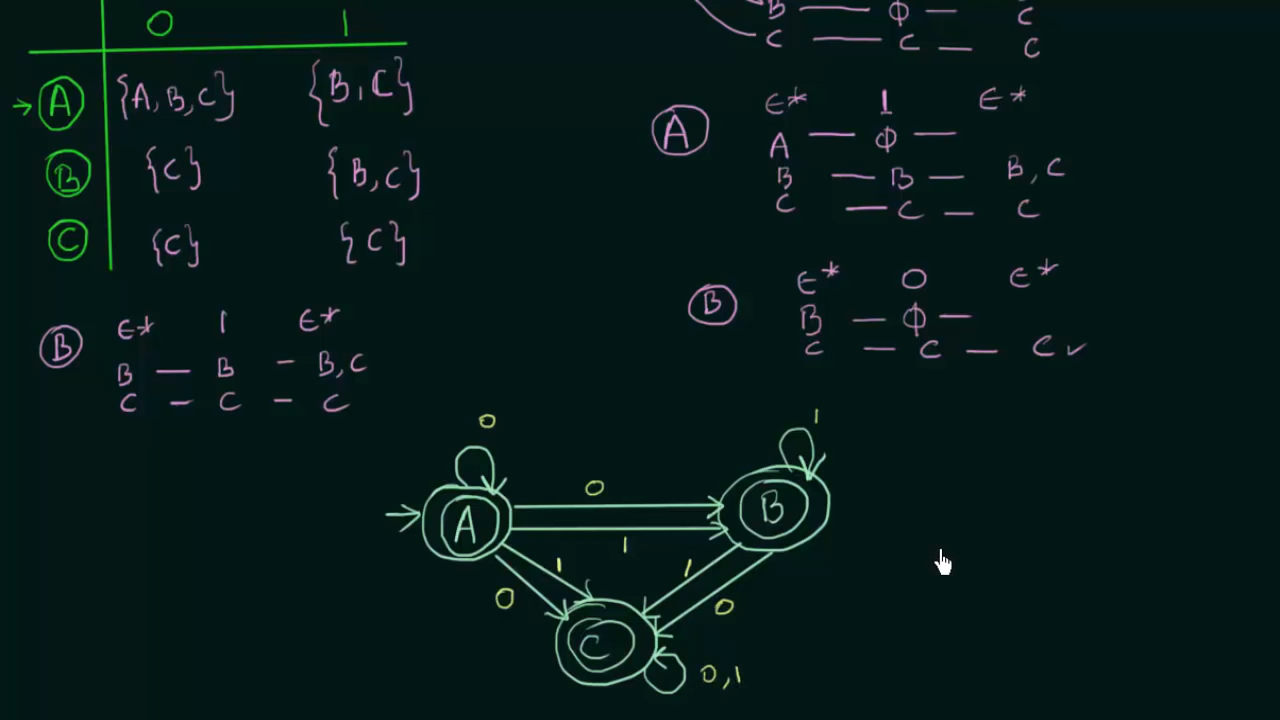 0 1
→ A {A, B, C} {B, C}
B {C} {B, C}
C {C} {C}
B ∈* 1 ∈*
B — B - B, C
C - C - C
B — Φ — C
C — C — C
A ∈* 1 ∈*
A — Φ —
B — B — B, C
C — C — C
B ∈* 0 ∈*
B — Φ —
C — C — C ✓
0 1
0
A B
1
1 1
0 0
C
0,1